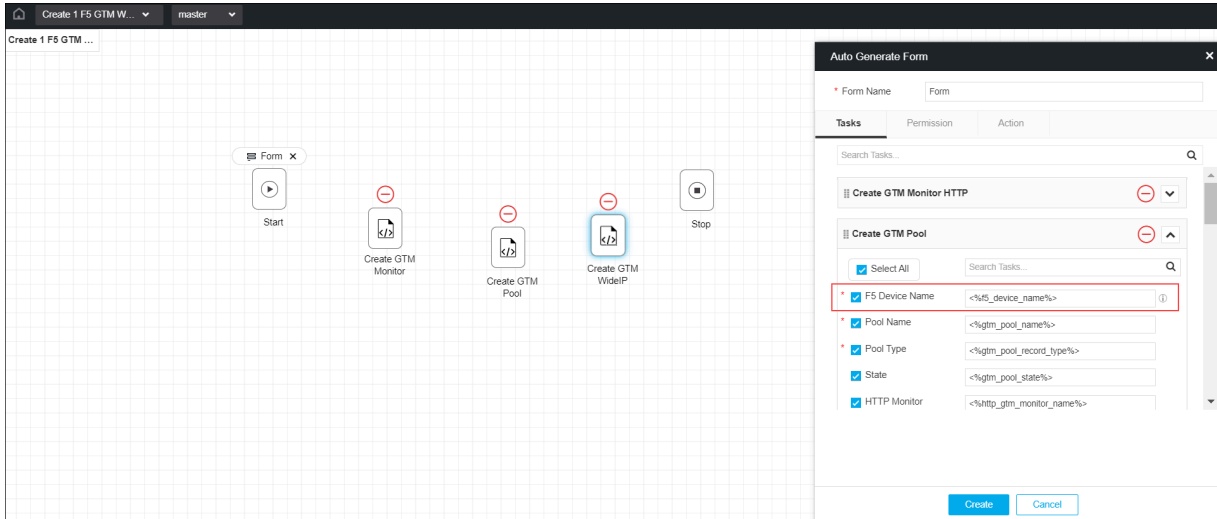 Create 1 F5 GTM W...
master
Create 1 F5 GTM ...
Form
Start
Create GTM
Monitor
Create GTM
Pool
Create GTM
WideIP
Stop
Auto Generate Form
* Form Name
Form
Tasks
Permission
Action
Search Tasks...
Create GTM Monitor HTTP
Create GTM Pool
Select All
Search Tasks...
* F5 Device Name
<%f5_device_name%>
* Pool Name
<%gtm_pool_name%>
* Pool Type
<%gtm_pool_record_type%>
State
<%gtm_pool_state%>
HTTP Monitor
<%http_gtm_monitor_name%>
Create
Cancel